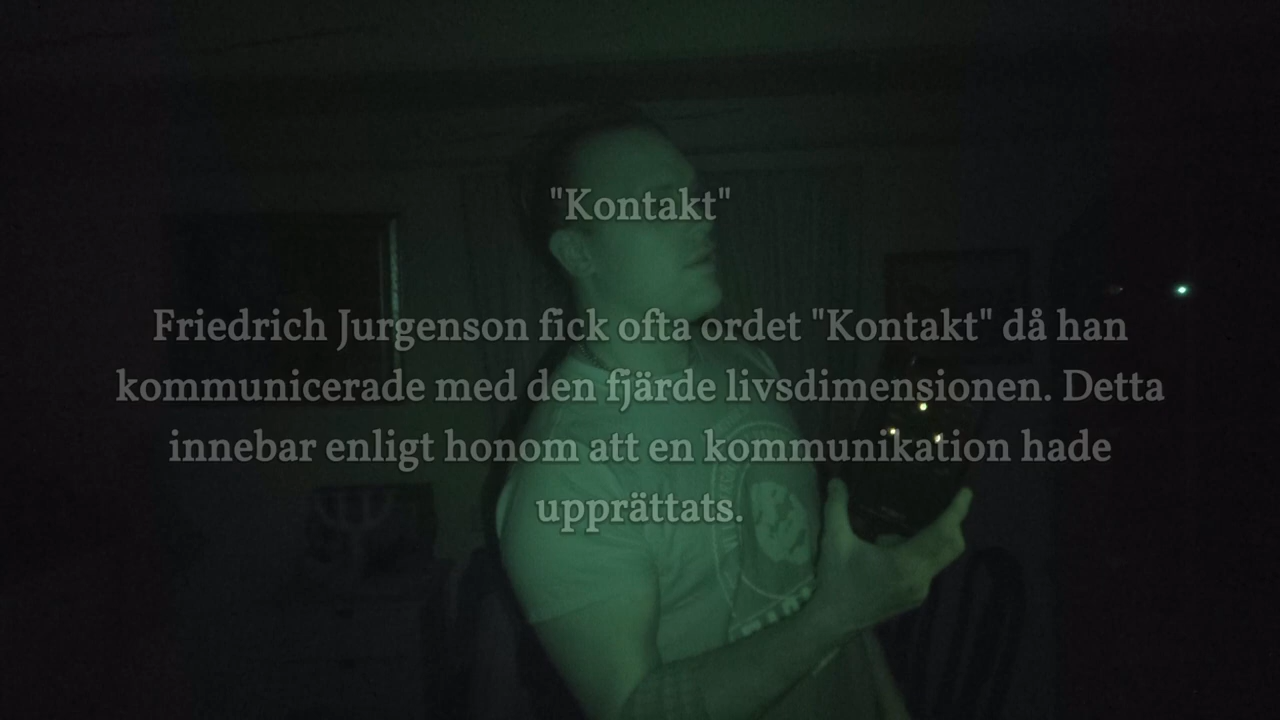 "Kontakt"
Friedrich Jurgenson fick ofta ordet "Kontakt" då han
kommunicerade med den fjärde livsdimensionen. Detta
innebar enligt honom att en kommunikation hade
upprättats.